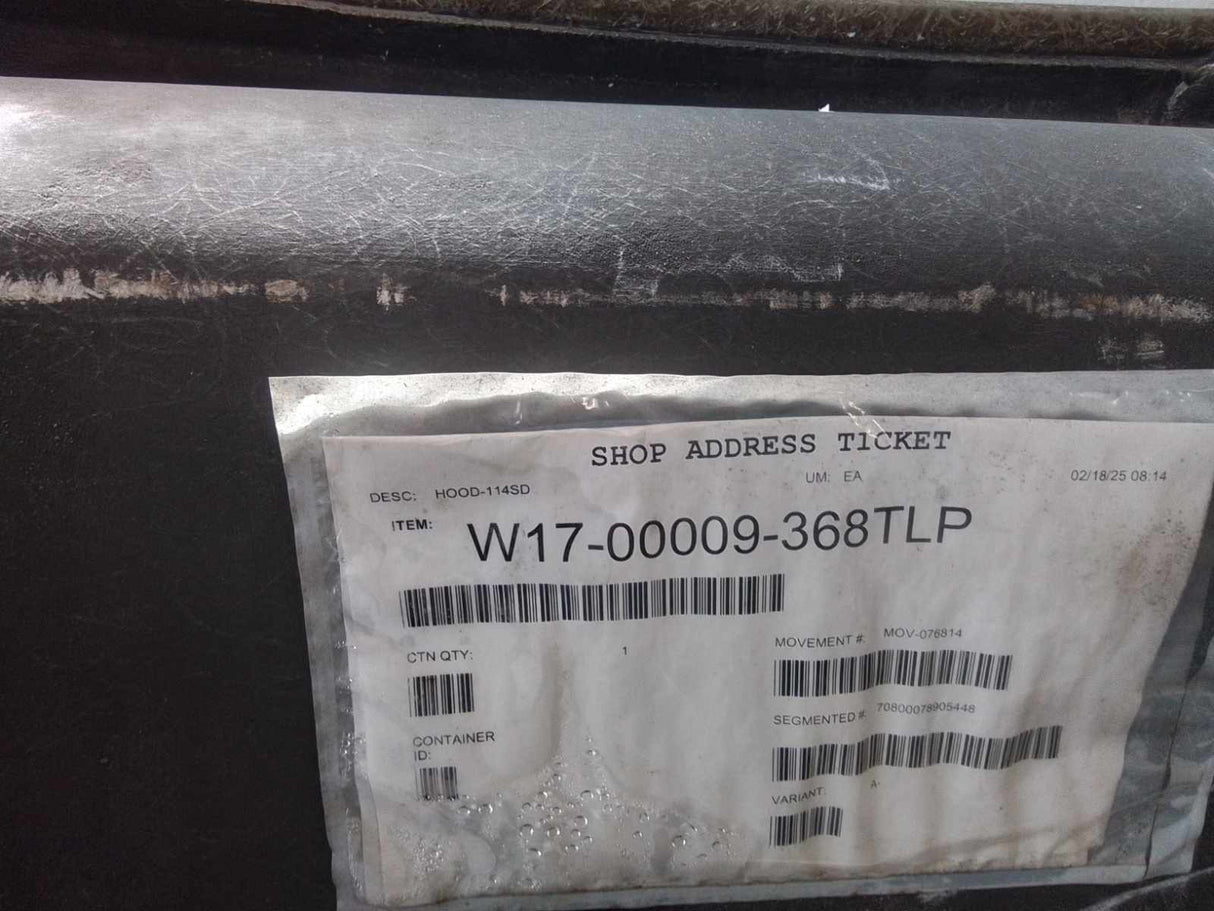 SHOP ADDRESS TICKET
DESC: HOOD-114SD UM: EA 02/18/25 08:14
ITEM: W17-00009-368TLP
CTN QTY: 1 MOVEMENT #: MOV-076814
SEGMENTED #: 70800078905448
CONTAINER
ID:
VARIANT: A-